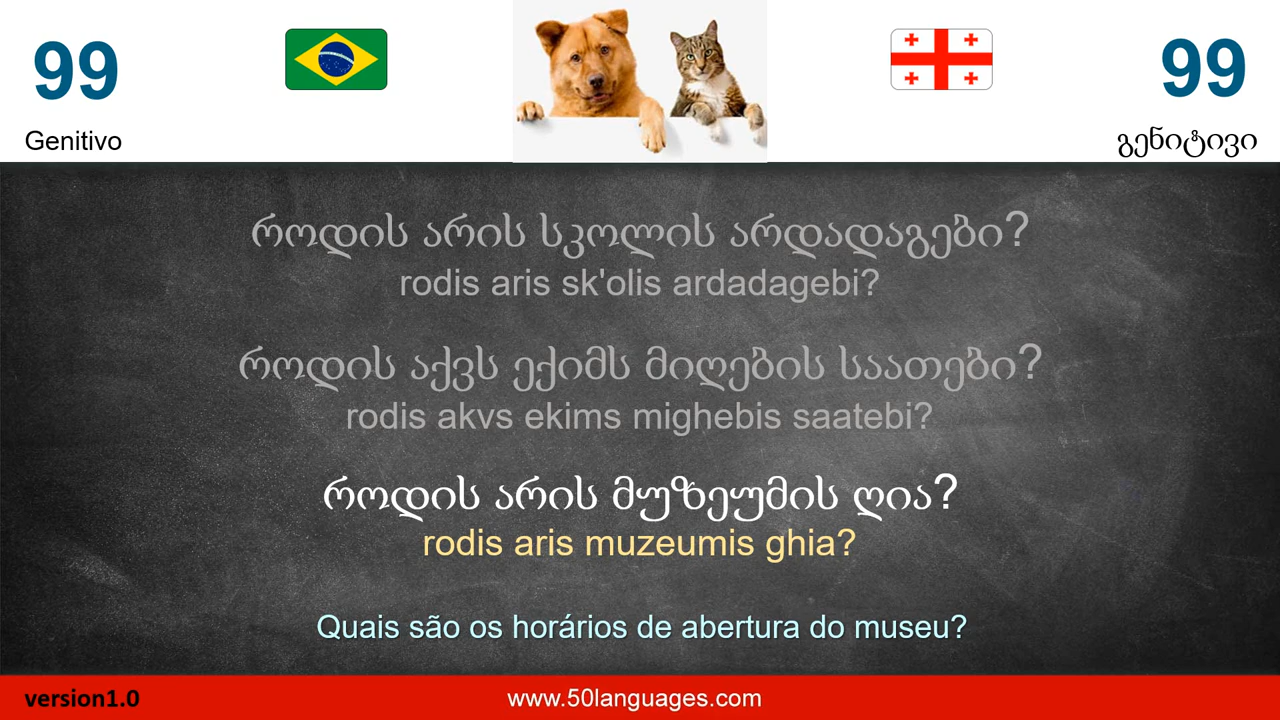 99
99
Genitivo
გენიტივი
როდის არის სკოლის არდადაგები?
rodis aris sk'olis ardadagebi?
როდის აქვს ექიმს მიღების საათები?
rodis akvs ekims mighebis saatebi?
როდის არის მუზეუმის ღია?
rodis aris muzeumis ghia?
Quais são os horários de abertura do museu?
version1.0
www.50languages.com